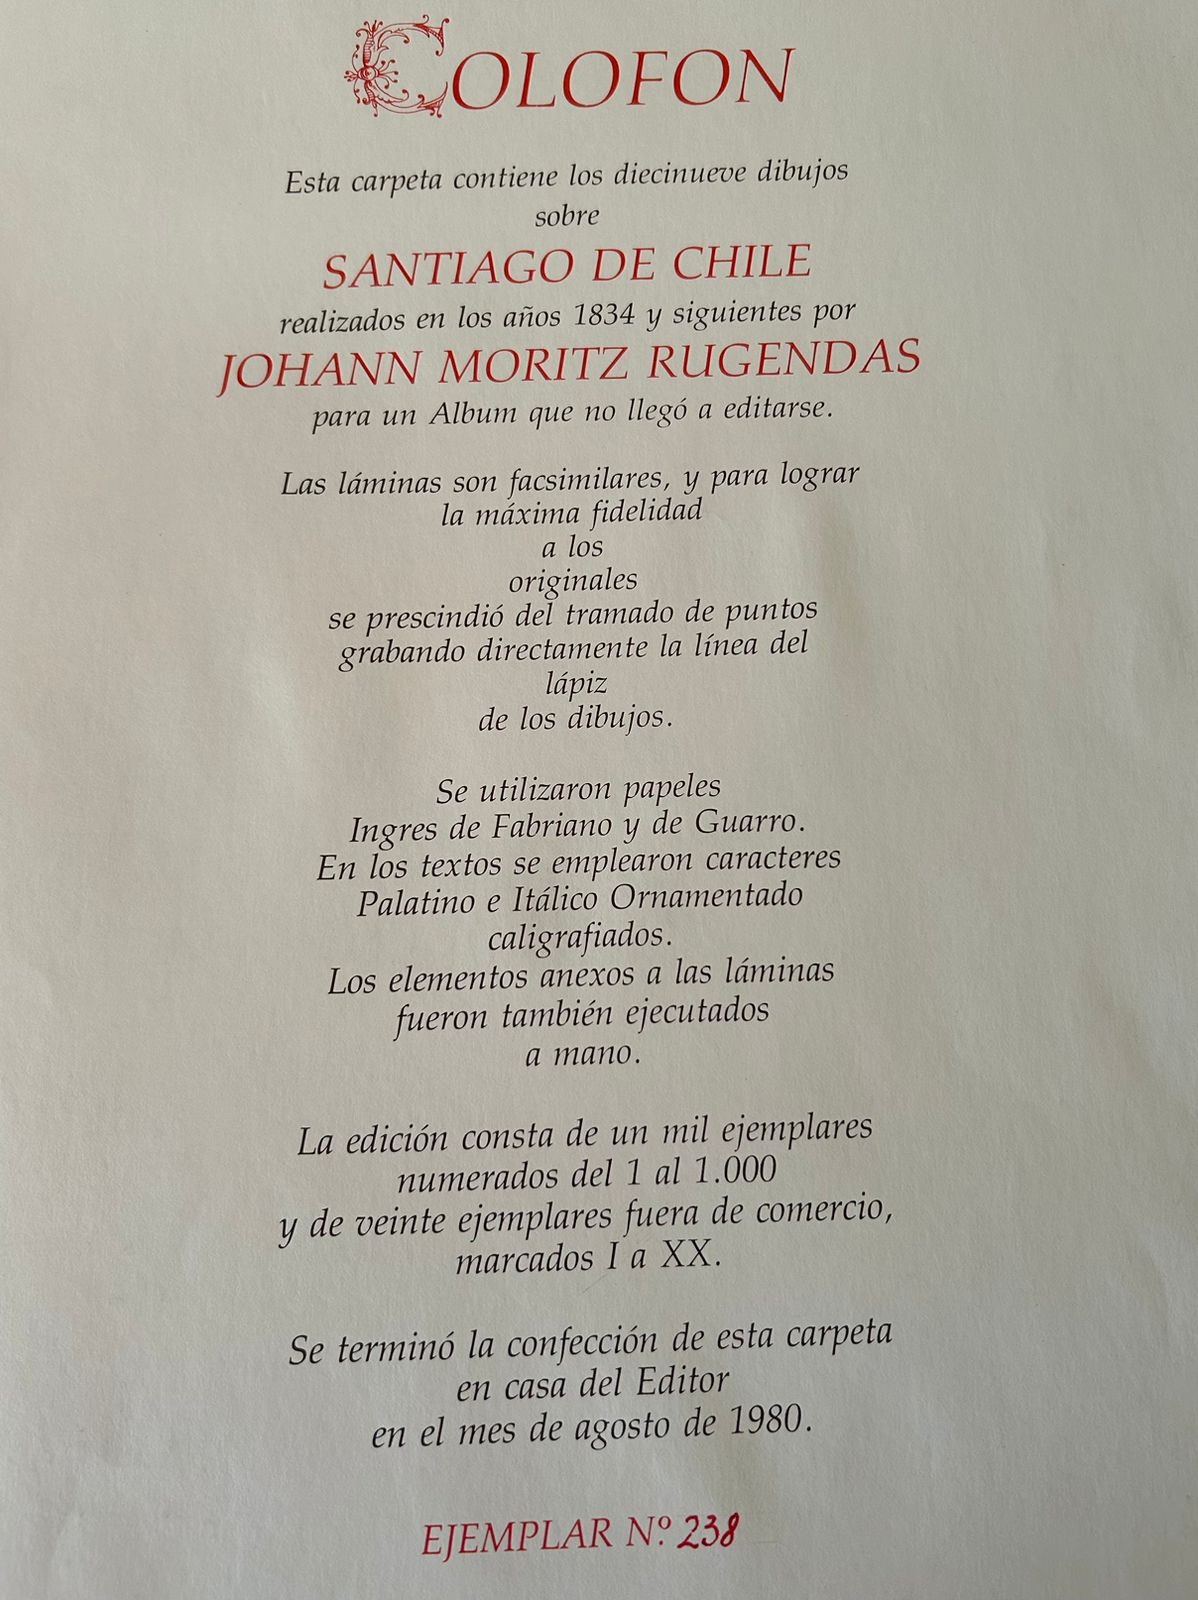 COLOFON
Esta carpeta contiene los diecinueve dibujos
sobre
SANTIAGO DE CHILE
realizados en los años 1834 y siguientes por
JOHANN MORITZ RUGENDAS
para un Album que no llegó a editarse.
Las láminas son facsimilares, y para lograr
la máxima fidelidad
a los
originales
se prescindió del tramado de puntos
grabando directamente la línea del
lápiz
de los dibujos.
Se utilizaron papeles
Ingres de Fabriano y de Guarro.
En los textos se emplearon caracteres
Palatino e Itálico Ornamentado
caligrafiados.
Los elementos anexos a las láminas
fueron también ejecutados
a mano.
La edición consta de un mil ejemplares
numerados del 1 al 1.000
y de veinte ejemplares fuera de comercio,
marcados I a XX.
Se terminó la confección de esta carpeta
en casa del Editor
en el mes de agosto de 1980.
EJEMPLAR Nº. 238